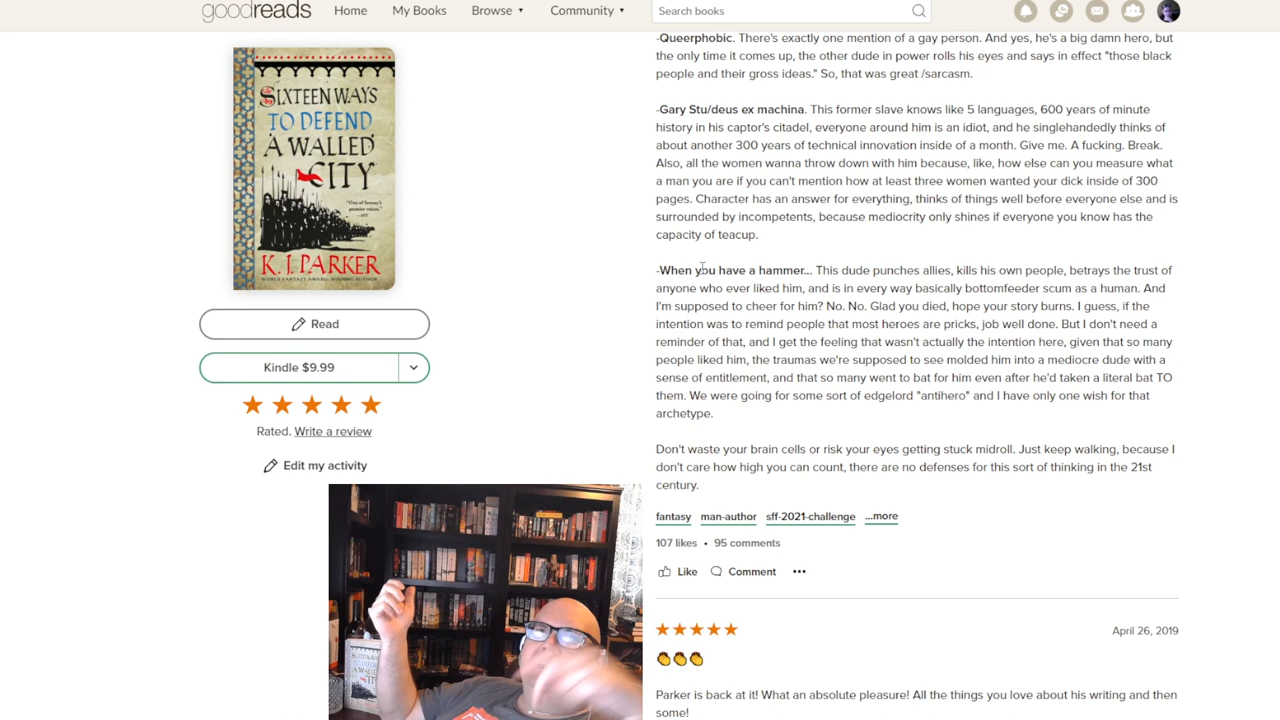 goodreads Home My Books Browse Community Search books
SIXTEEN WAYS
TO DEFEND
A WALLED
CITY
"One of fantasy's
premier voices."
K. J. PARKER
WORLD FANTASY AWARD-WINNING AUTHOR
Read
Kindle $9.99
Rated. Write a review
Edit my activity
-Queerphobic. There's exactly one mention of a gay person. And yes, he's a big damn hero, but
the only time it comes up, the other dude in power rolls his eyes and says in effect "those black
people and their gross ideas." So, that was great /sarcasm.
-Gary Stu/deus ex machina. This former slave knows like 5 languages, 600 years of minute
history in his captor's citadel, everyone around him is an idiot, and he singlehandedly thinks of
about another 300 years of technical innovation inside of a month. Give me. A fucking. Break.
Also, all the women wanna throw down with him because, like, how else can you measure what
a man you are if you can't mention how at least three women wanted your dick inside of 300
pages. Character has an answer for everything, thinks of things well before everyone else and is
surrounded by incompetents, because mediocrity only shines if everyone you know has the
capacity of teacup.
-When you have a hammer... This dude punches allies, kills his own people, betrays the trust of
anyone who ever liked him, and is in every way basically bottomfeeder scum as a human. And
I'm supposed to cheer for him? No. No. Glad you died, hope your story burns. I guess, if the
intention was to remind people that most heroes are pricks, job well done. But I don't need a
reminder of that, and I get the feeling that wasn't actually the intention here, given that so many
people liked him, the traumas we're supposed to see molded him into a mediocre dude with a
sense of entitlement, and that so many went to bat for him even after he'd taken a literal bat TO
them. We were going for some sort of edgelord "antihero" and I have only one wish for that
archetype.
Don't waste your brain cells or risk your eyes getting stuck midroll. Just keep walking, because I
don't care how high you can count, there are no defenses for this sort of thinking in the 21st
century.
fantasy man-author sff-2021-challenge ...more
107 likes • 95 comments
Like Comment
April 26, 2019
Parker is back at it! What an absolute pleasure! All the things you love about his writing and then
some!
SIXTEEN WAYS
TO DEFEND